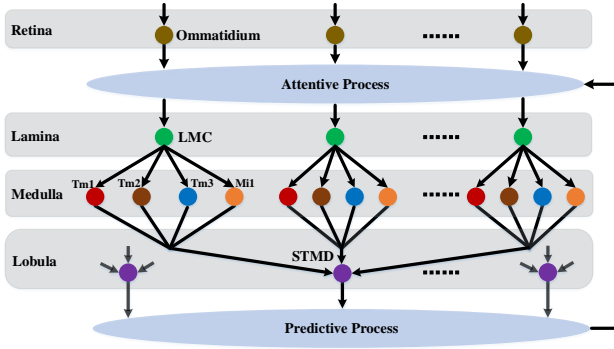 Retina
Ommatidium
Attentive Process
Lamina
LMC
Tm1
Tm2
Tm3
Mi1
Medulla
STMD
Lobula
Predictive Process